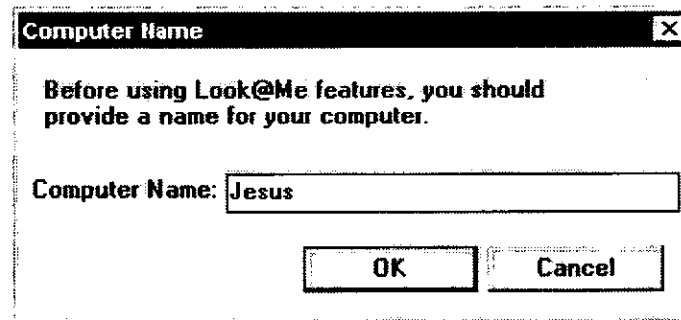 Computer Name
Before using Look@Me features, you should
provide a name for your computer.
Computer Name: Jesus
OK Cancel